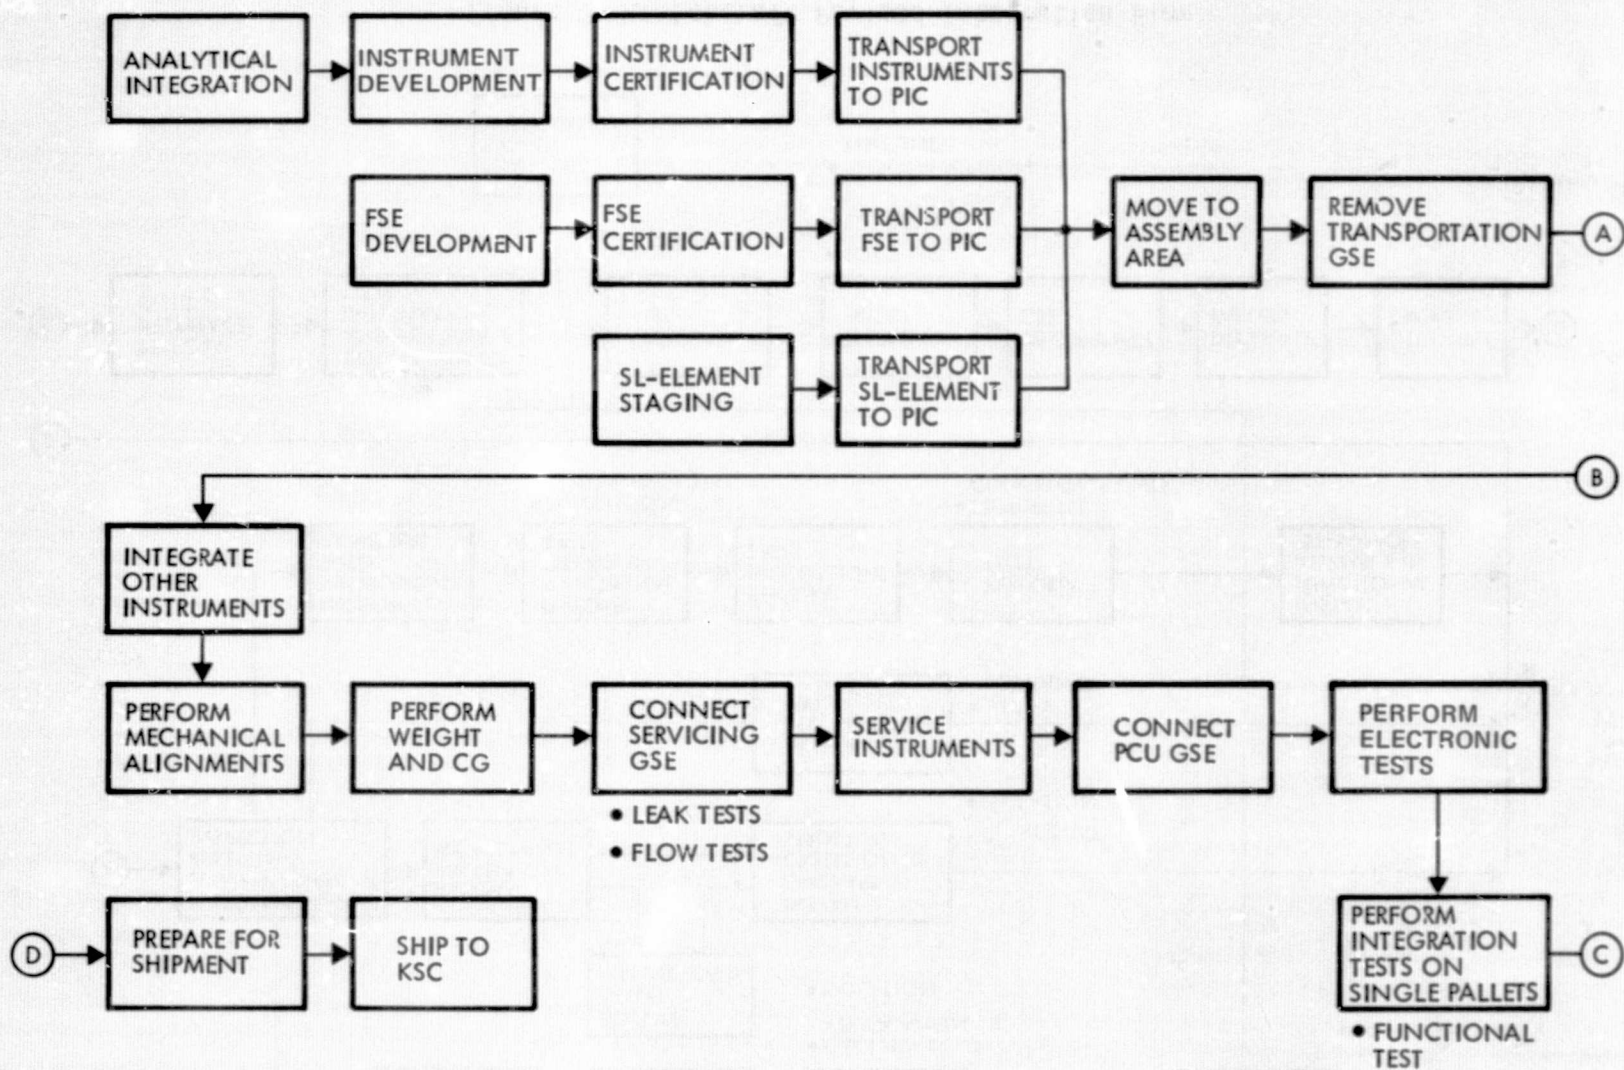 ANALYTICAL
INTEGRATION
INSTRUMENT
DEVELOPMENT
INSTRUMENT
CERTIFICATION
TRANSPORT
INSTRUMENTS
TO PIC
FSE
DEVELOPMENT
FSE
CERTIFICATION
TRANSPORT
FSE TO PIC
MOVE TO
ASSEMBLY
AREA
REMOVE
TRANSPORTATION
GSE
A
SL-ELEMENT
STAGING
TRANSPORT
SL-ELEMENT
TO PIC
B
INTEGRATE
OTHER
INSTRUMENTS
PERFORM
MECHANICAL
ALIGNMENTS
PERFORM
WEIGHT
AND CG
CONNECT
SERVICING
GSE
• LEAK TESTS
• FLOW TESTS
SERVICE
INSTRUMENTS
CONNECT
PCU GSE
PERFORM
ELECTRONIC
TESTS
PERFORM
INTEGRATION
TESTS ON
SINGLE PALLETS
• FUNCTIONAL
TEST
C
D
PREPARE FOR
SHIPMENT
SHIP TO
KSC